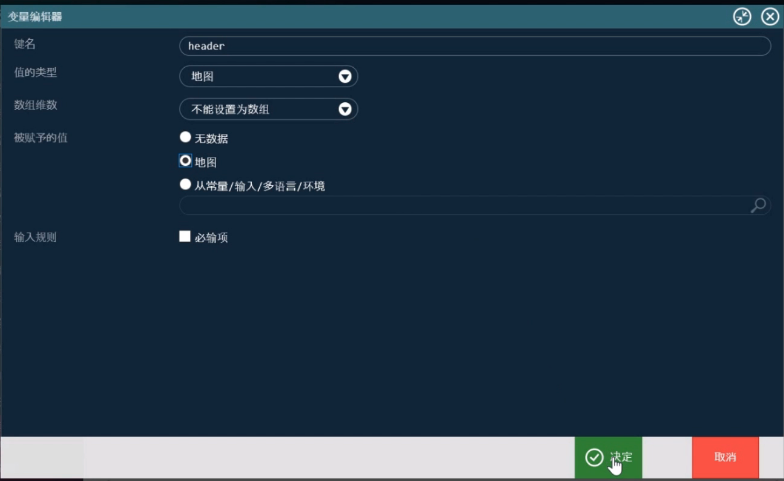 变量编辑器
键名 header
值的类型 地图
数组维数 不能设置为数组
被赋予的值 无数据
地图
从常量/输入/多语言/环境
输入规则 必输项
决定 取消